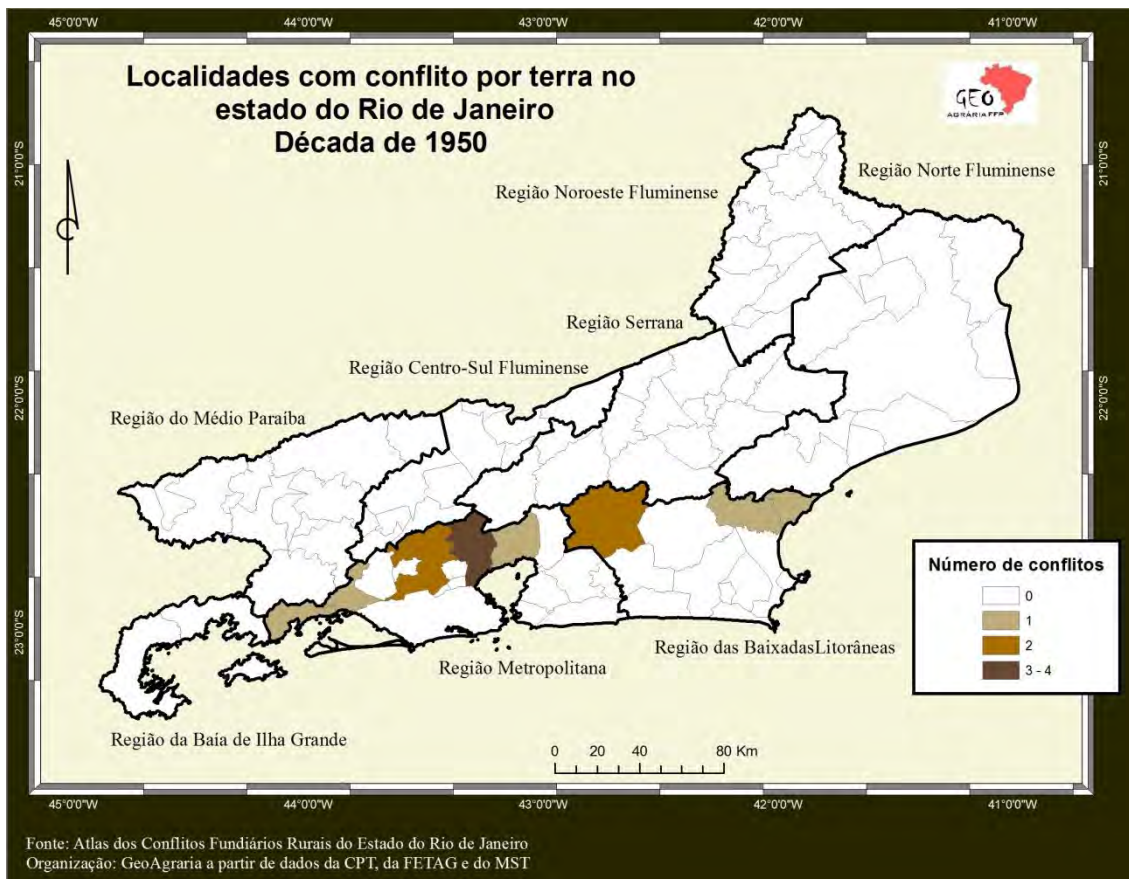 45°0'0"W
44°0'0"W
43°0'0"W
42°0'0"W
41°0'0"W
Localidades com conflito por terra no
estado do Rio de Janeiro
Década de 1950
GEO
AGRÁRIA FFP
21°0'0"S
21°0'0"S
Região Norte Fluminense
Região Noroeste Fluminense
Região Serrana
Região Centro-Sul Fluminense
22°0'0"S
22°0'0"S
Região do Médio Paraíba
Número de conflitos
0
1
2
3 - 4
23°0'0"S
23°0'0"S
Região das BaixadasLitorâneas
Região Metropolitana
Região da Baía de Ilha Grande
0 20 40 80 Km
45°0'0"W
44°0'0"W
43°0'0"W
42°0'0"W
41°0'0"W
Fonte: Atlas dos Conflitos Fundiários Rurais do Estado do Rio de Janeiro
Organização: GeoAgraria a partir de dados da CPT, da FETAG e do MST